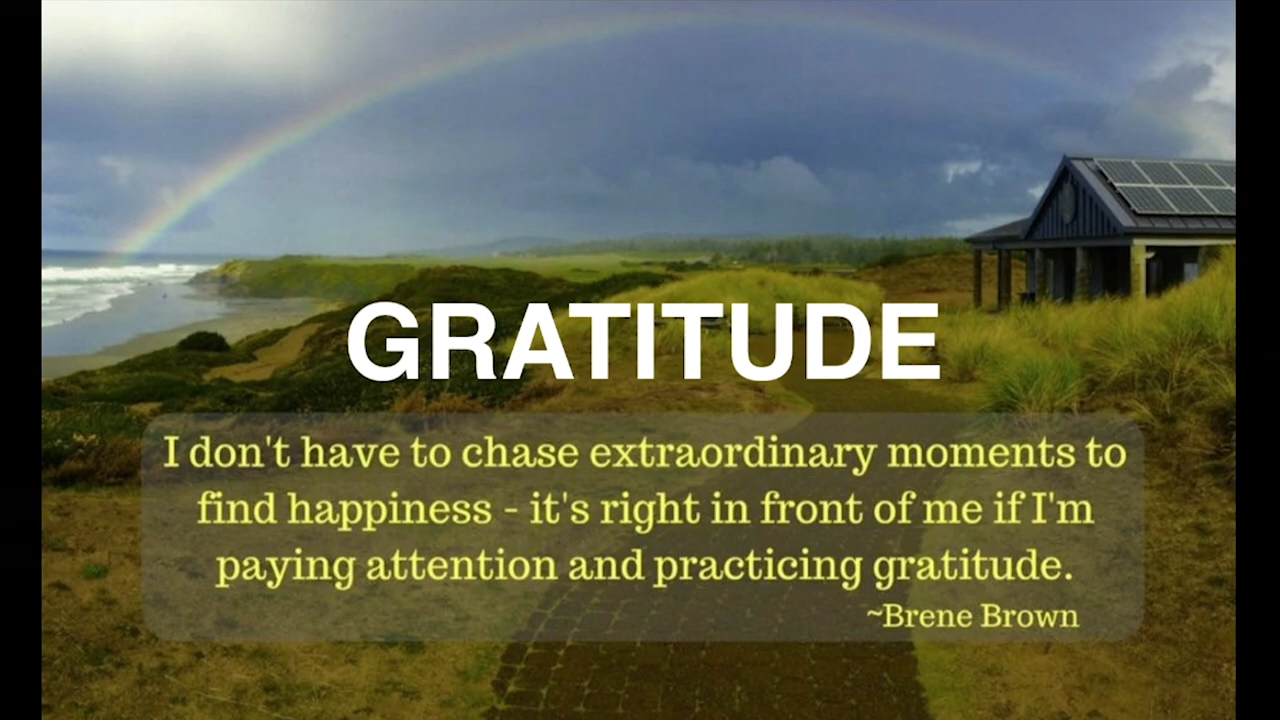 GRATITUDE
I don't have to chase extraordinary moments to
find happiness - it's right in front of me if I'm
paying attention and practicing gratitude.
~Brene Brown